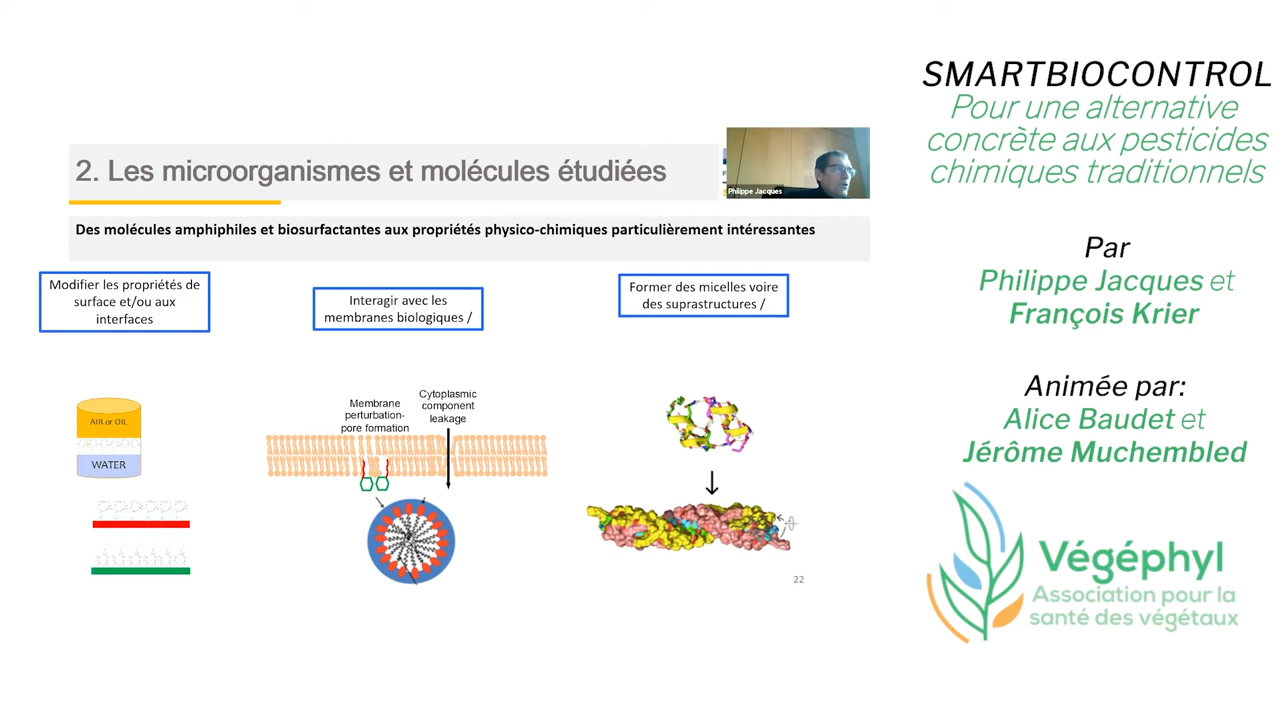 2. Les microorganismes et molécules étudiées
Philippe Jacques
Des molécules amphiphiles et biosurfactantes aux propriétés physico-chimiques particulièrement intéressantes
Modifier les propriétés de
surface et/ou aux
interfaces
Interagir avec les
membranes biologiques /
Former des micelles voire
des suprastructures /
AIR or OIL
WATER
Membrane
perturbation-
pore formation
Cytoplasmic
component
leakage
22
SMARTBIOCONTROL
Pour une alternative
concrète aux pesticides
chimiques traditionnels
Par
Philippe Jacques et
François Krier
Animée par:
Alice Baudet et
Jérôme Muchembled
Végéphyl
Association pour la
santé des végétaux